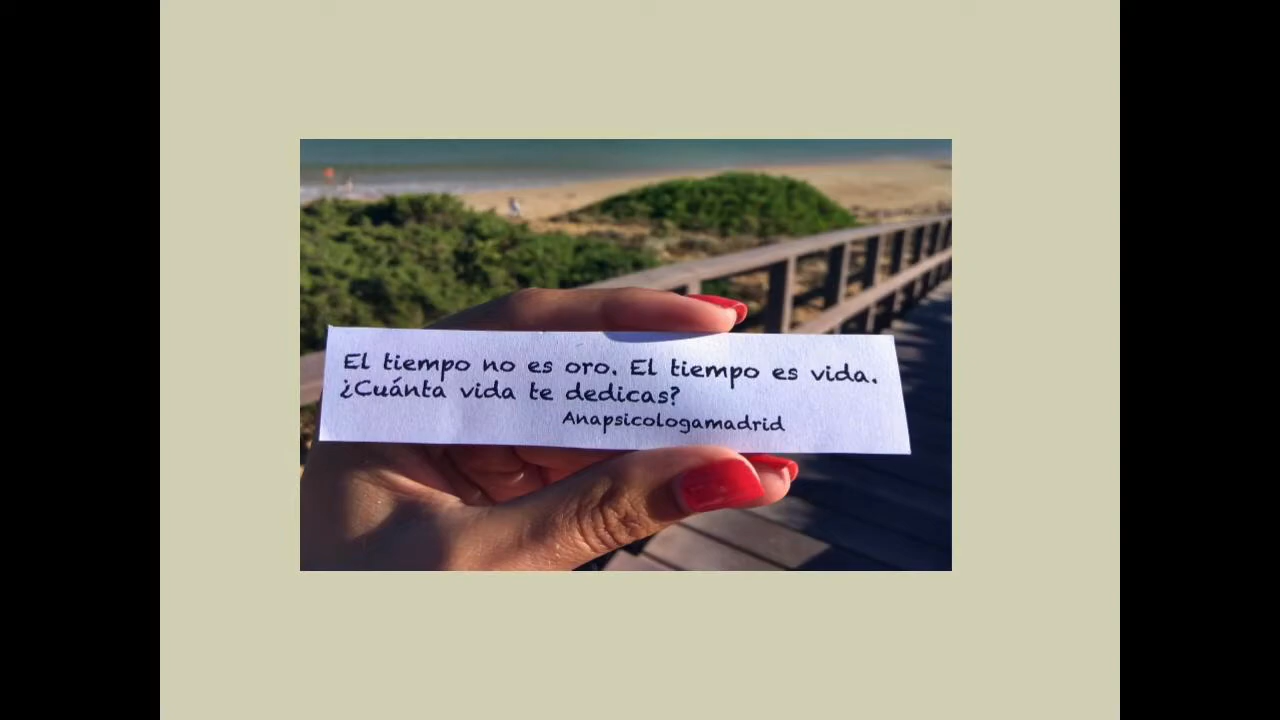 El tiempo no es oro. El tiempo es vida.
¿Cuánta vida te dedicas?
Anapsicologamadrid